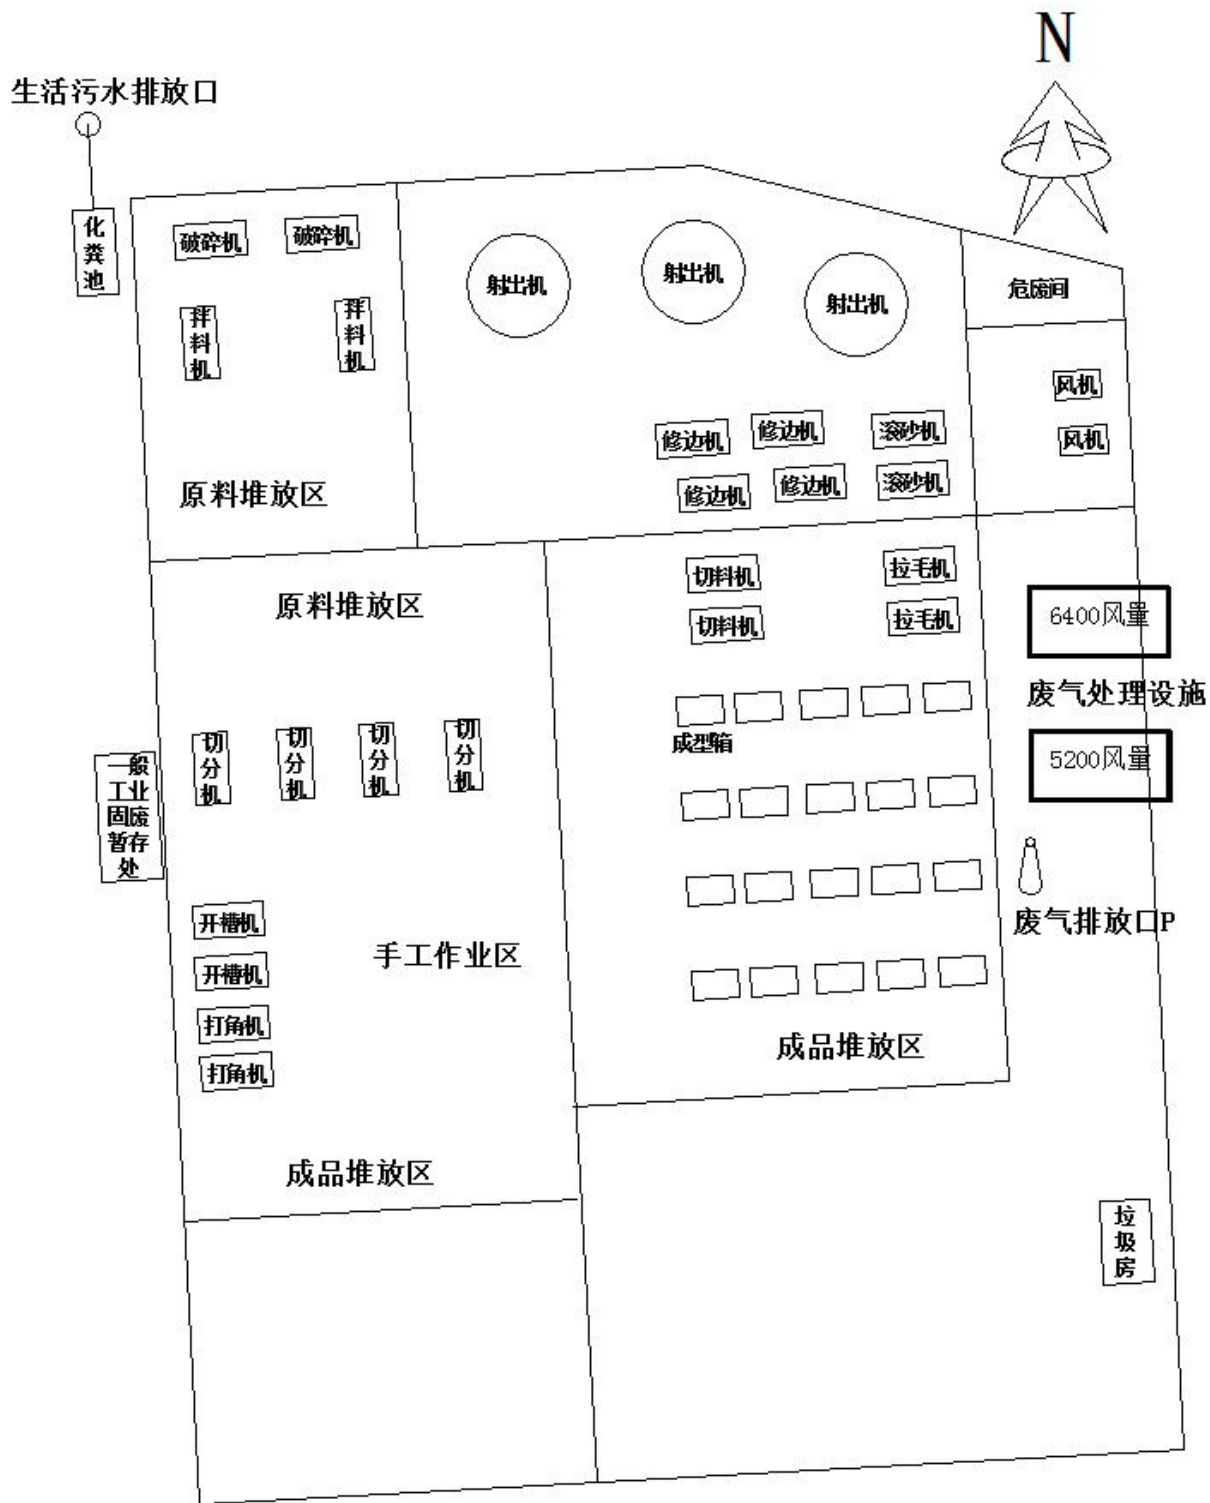 N
生活污水排放口
化粪池
破碎机
破碎机
拌料机
拌料机
原料堆放区
射出机
射出机
射出机
危废间
风机
风机
修边机
修边机
滚砂机
修边机
修边机
滚砂机
原料堆放区
切料机
拉毛机
切料机
拉毛机
6400风量
废气处理设施
5200风量
成型箱
切分机
切分机
切分机
切分机
一般
工业
固废
暂存
处
开槽机
开槽机
打角机
打角机
手工作业区
废气排放口P
成品堆放区
成品堆放区
垃圾房